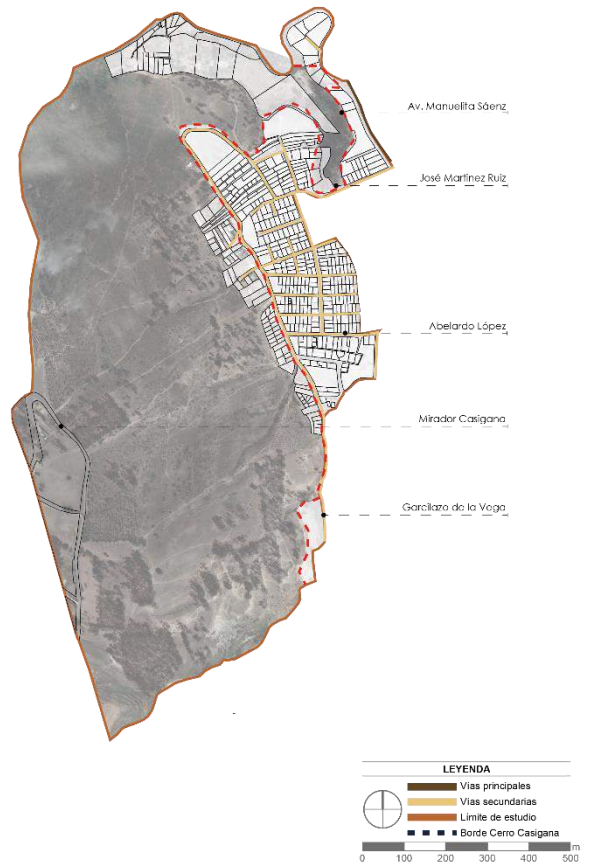 Av. Manuelita Sáenz
José Martínez Ruiz
Abelardo López
Mirador Casigana
Garcilazo de la Vega
LEYENDA
Vías principales
Vías secundarias
Límite de estudio
Borde Cerro Casigana
0 100 200 300 400 500 m